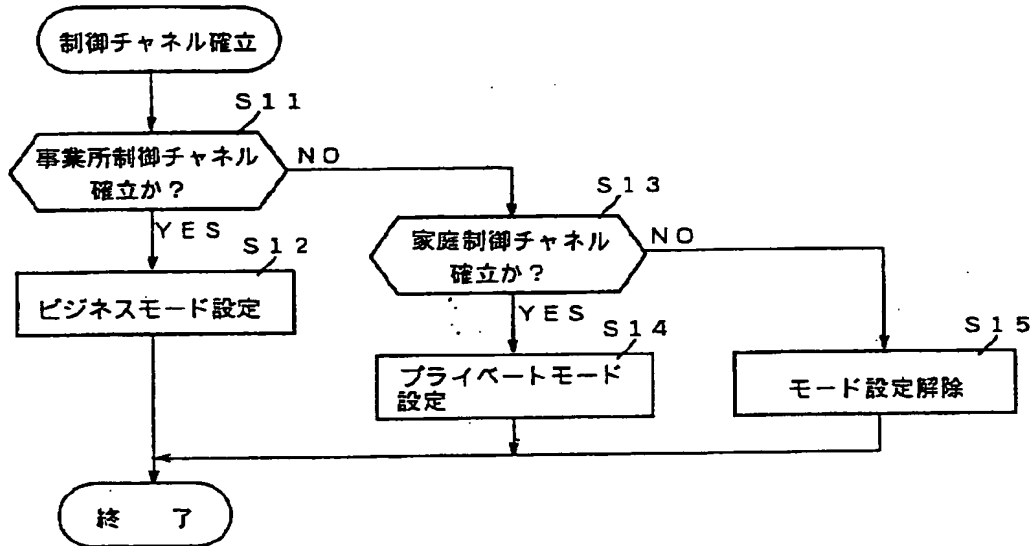 制御チャネル確立
S11
事業所制御チャネル
確立か？
NO
YES
S12
ビジネスモード設定
S13
家庭制御チャネル
確立か？
NO
YES
S14
プライベートモード
設定
S15
モード設定解除
終 了